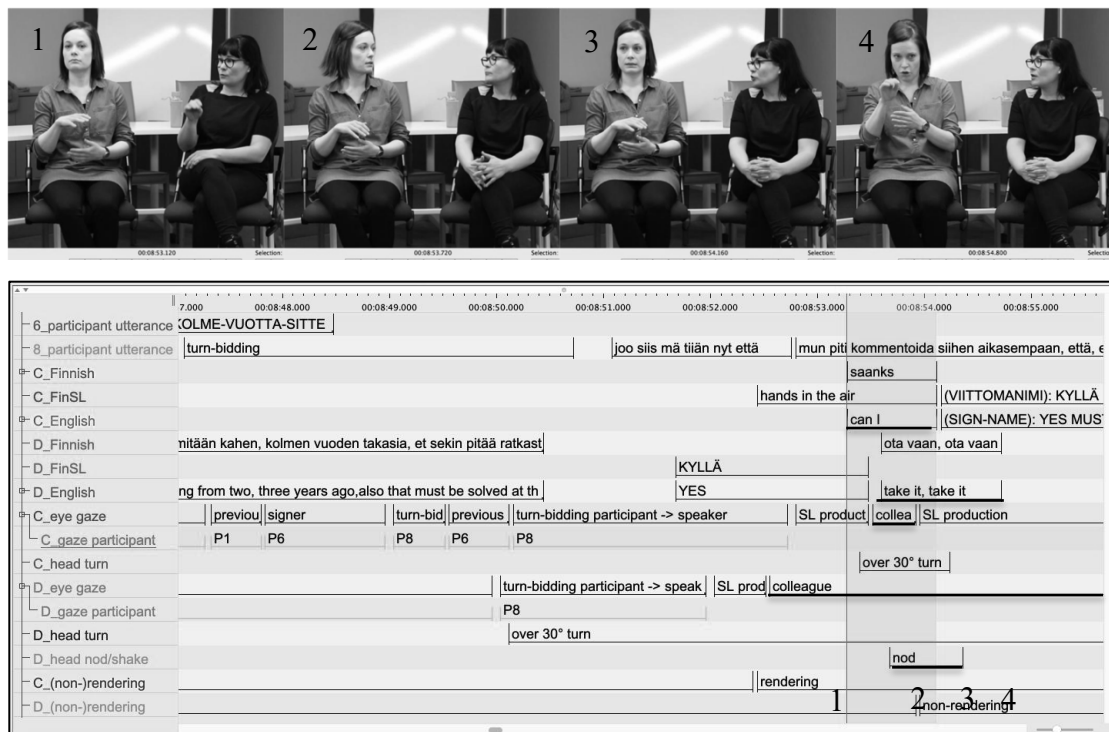 1 2 3 4
00:08:53.120 Selection: 00:08:53.720 Selection: 00:08:54.160 Selection: 00:08:54.800 Selection:
7.000 00:08:48.000 00:08:49.000 00:08:50.000 00:08:51.000 00:08:52.000 00:08:53.000 00:08:54.000 00:08:55.000
6_participant utterance KOLME-VUOTTA-SITTE
8_participant utterance turn-bidding joo siis mä tiiän nyt että mun piti kommentoida siihen aikasempaan, että, e
C_Finnish saanks
C_FinSL hands in the air (VIITTOMANIMI): KYLLÄ
C_English can I (SIGN-NAME): YES MUS
D_Finnish mitään kahen, kolmen vuoden takasia, et sekin pitää ratkast ota vaan, ota vaan
D_FinSL KYLLÄ
D_English ng from two, three years ago,also that must be solved at th YES take it, take it
C_eye gaze previou signer turn-bid previous turn-bidding participant -> speaker SL product collea SL production
C_gaze participant P1 P6 P8 P6 P8
C_head turn over 30° turn
D_eye gaze turn-bidding participant -> speak SL prod colleague
D_gaze participant P8
D_head turn over 30° turn
D_head nod/shake nod
C_(non-)rendering rendering
D_(non-)rendering non-rendering
1 2 3 4